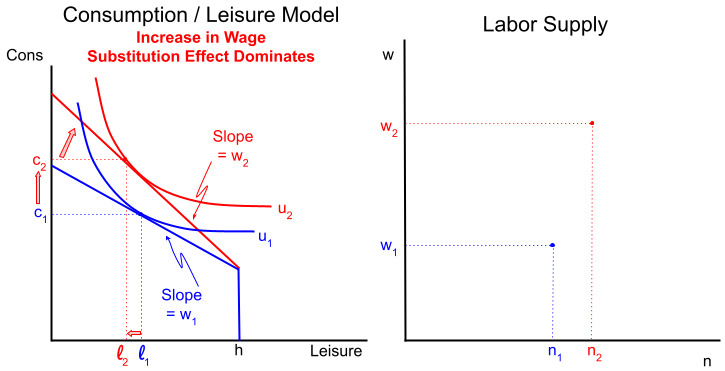 Consumption / Leisure Model
Increase in Wage
Substitution Effect Dominates
Cons
Slope
= w₂
c₂
c₁
u₂
u₁
Slope
= w₁
ℓ₂
ℓ₁
h
Leisure
Labor Supply
w
w₂
w₁
n₁
n₂
n